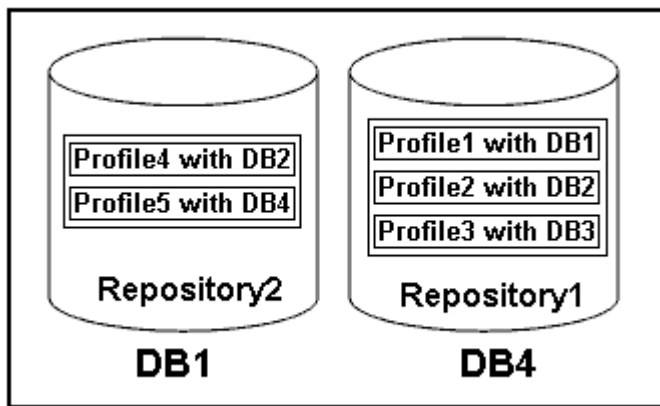 Profile4 with DB2
Profile5 with DB4
Repository2
DB1
Profile1 with DB1
Profile2 with DB2
Profile3 with DB3
Repository1
DB4